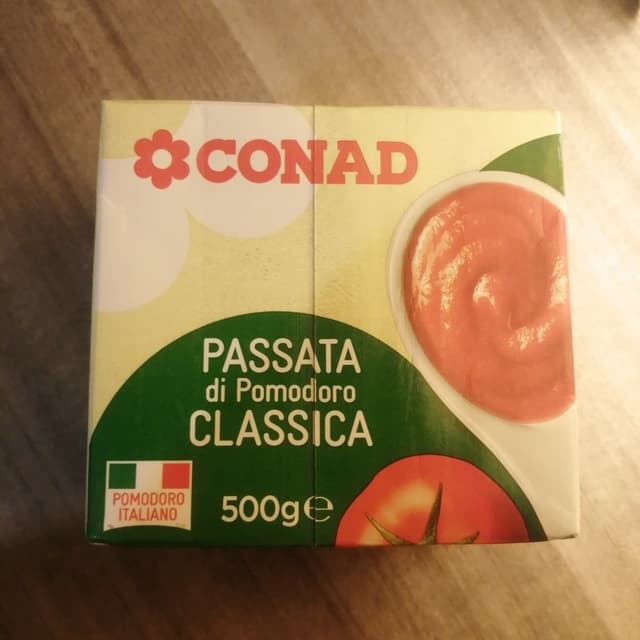 CONAD
PASSATA
di Pomodoro
CLASSICA
POMODORO
ITALIANO
500g℮